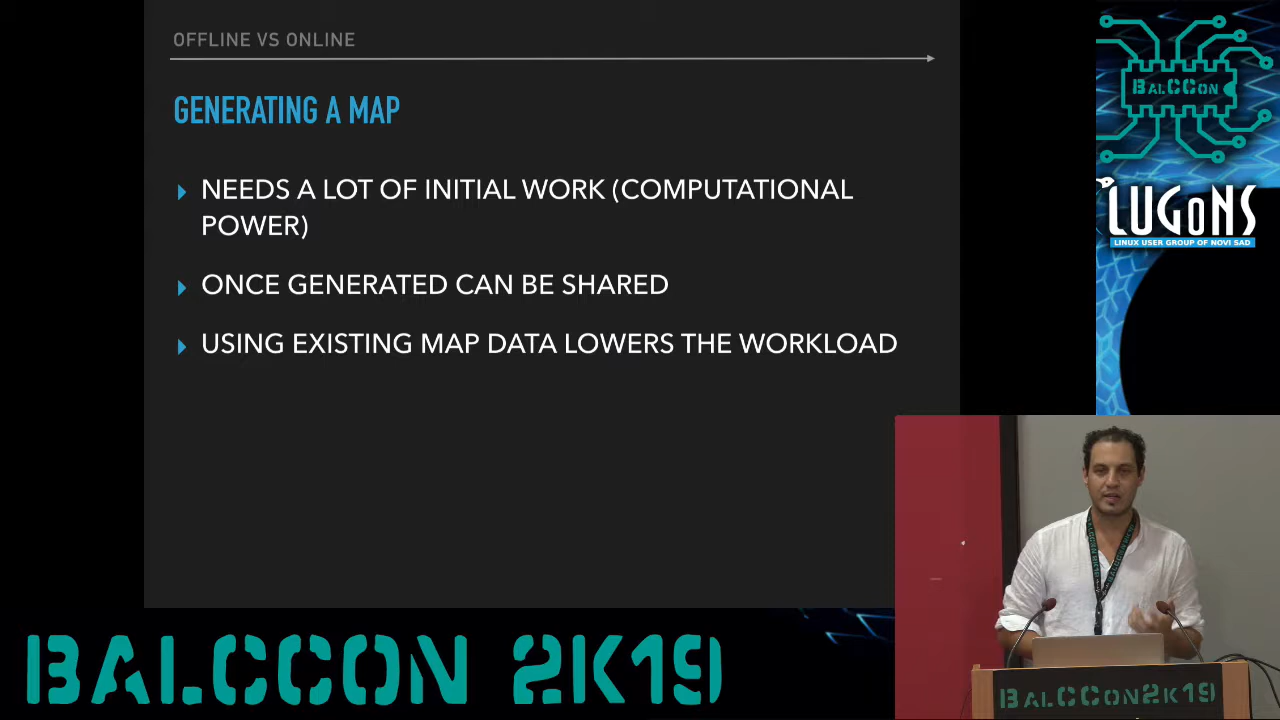 OFFLINE VS ONLINE
GENERATING A MAP
NEEDS A LOT OF INITIAL WORK (COMPUTATIONAL
POWER)
ONCE GENERATED CAN BE SHARED
USING EXISTING MAP DATA LOWERS THE WORKLOAD
BALCCON
LUGONS
LINUX USER GROUP OF NOVI SAD
BALCCON 2K19
BALCCON2K19